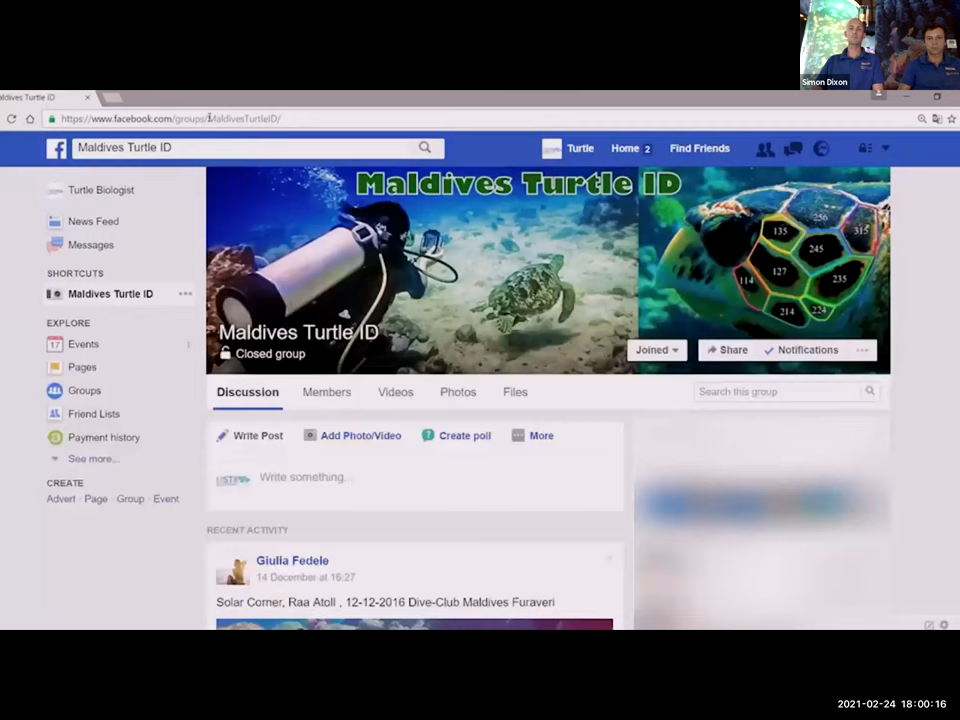 Simon Dixon
Maldives Turtle ID
https://www.facebook.com/groups/MaldivesTurtleID/
Maldives Turtle ID
Turtle
Home 2
Find Friends
Turtle Biologist
News Feed
Messages
SHORTCUTS
Maldives Turtle ID
EXPLORE
17 Events 1
Pages
Groups
Friend Lists
Payment history
See more...
CREATE
Advert · Page · Group · Event
Maldives Turtle ID
135
256
315
245
127
235
114
214
224
Maldives Turtle ID
Closed group
Joined
Share
Notifications
Discussion
Members
Videos
Photos
Files
Search this group
Write Post
Add Photo/Video
Create poll
More
Write something...
RECENT ACTIVITY
Giulia Fedele
14 December at 16:27
Solar Corner, Raa Atoll , 12-12-2016 Dive-Club Maldives Furaveri
2021-02-24 18:00:16